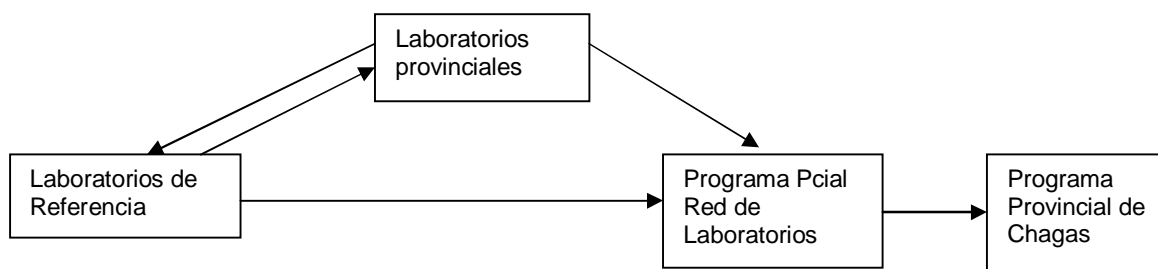 Laboratorios
provinciales
Laboratorios de
Referencia
Programa Pcial
Red de
Laboratorios
Programa
Provincial de
Chagas